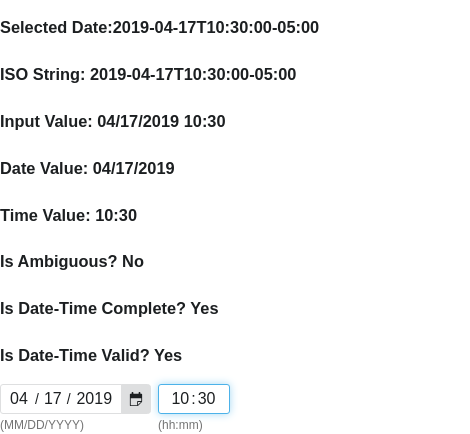 Selected Date:2019-04-17T10:30:00-05:00
ISO String: 2019-04-17T10:30:00-05:00
Input Value: 04/17/2019 10:30
Date Value: 04/17/2019
Time Value: 10:30
Is Ambiguous? No
Is Date-Time Complete? Yes
Is Date-Time Valid? Yes
04 / 17 / 2019 10:30
(MM/DD/YYYY) (hh:mm)